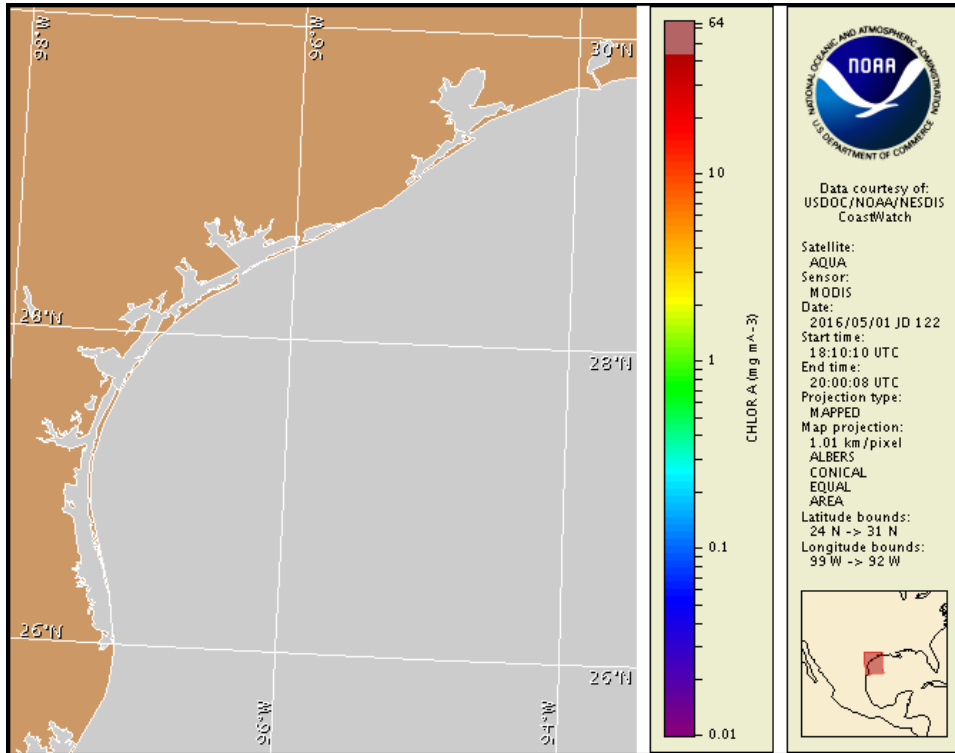 98°W
96°W
30°N
28°N
28°N
26°N
26°N
96°W
94°W
64
10
1
0.1
0.01
CHLOR A (mg m^-3)
NATIONAL OCEANIC AND ATMOSPHERIC ADMINISTRATION
NOAA
U.S. DEPARTMENT OF COMMERCE
Data courtesy of:
USDOC/NOAA/NESDIS
CoastWatch
Satellite:
AQUA
Sensor:
MODIS
Date:
2016/05/01 JD 122
Start time:
18:10:10 UTC
End time:
20:00:08 UTC
Projection type:
MAPPED
Map projection:
1.01 km/pixel
ALBERS
CONICAL
EQUAL
AREA
Latitude bounds:
24 N -> 31 N
Longitude bounds:
99 W -> 92 W